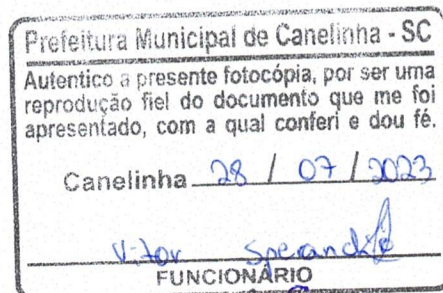 Prefeitura Municipal de Canelinha - SC
Autentico a presente fotocópia, por ser uma
reprodução fiel do documento que me foi
apresentado, com a qual conferi e dou fé.
Canelinha 28 / 07 / 2023
Vitor
FUNCIONÁRIO